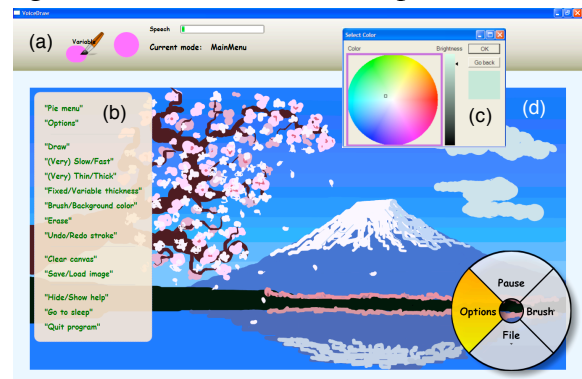 VoiceDraw
(a)
Variable
Speech
Current mode: MainMenu
Select Color
Color
Brightness
OK
Go back
(c)
(b)
(d)
"Pie menu"
"Options"
"Draw"
"(Very) Slow/Fast"
"(Very) Thin/Thick"
"Fixed/Variable thickness"
"Brush/Background color"
"Erase"
"Undo/Redo stroke"
"Clear canvas"
"Save/Load image"
"Hide/Show help"
"Go to sleep"
"Quit program"
Pause
Options
Brush
File